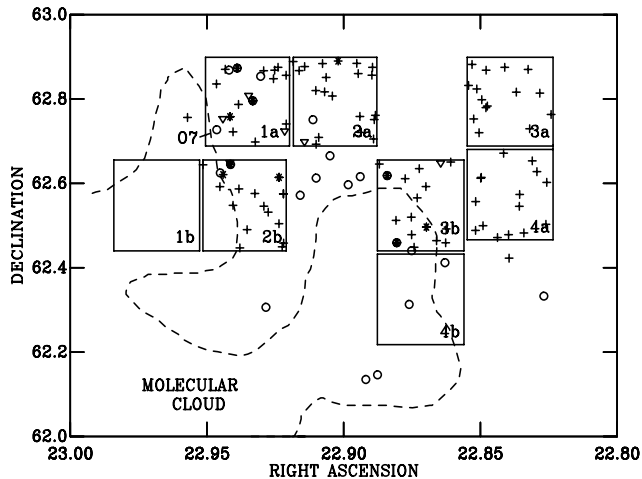 63.0
62.8
62.6
62.4
62.2
62.0
DECLINATION
O7
1a
2a
3a
1b
2b
3b
4a
4b
MOLECULAR
CLOUD
23.00
22.95
22.90
22.85
22.80
RIGHT ASCENSION